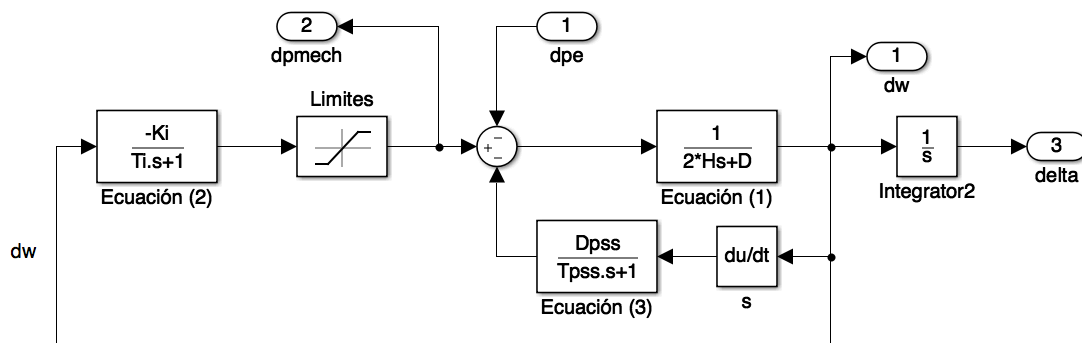 2
dpmech
1
dpe
1
dw
Limites
-Ki
Ti.s+1
Ecuación (2)
+
−
−
1
2*Hs+D
Ecuación (1)
1
s
Integrator2
3
delta
dw
Dpss
Tpss.s+1
Ecuación (3)
du/dt
s